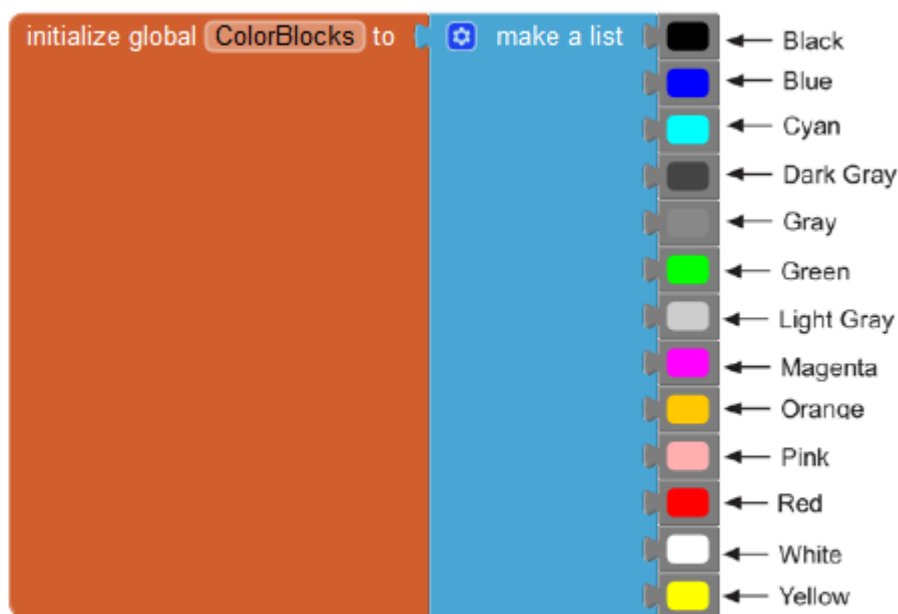 initialize global ColorBlocks to make a list
Black
Blue
Cyan
Dark Gray
Gray
Green
Light Gray
Magenta
Orange
Pink
Red
White
Yellow